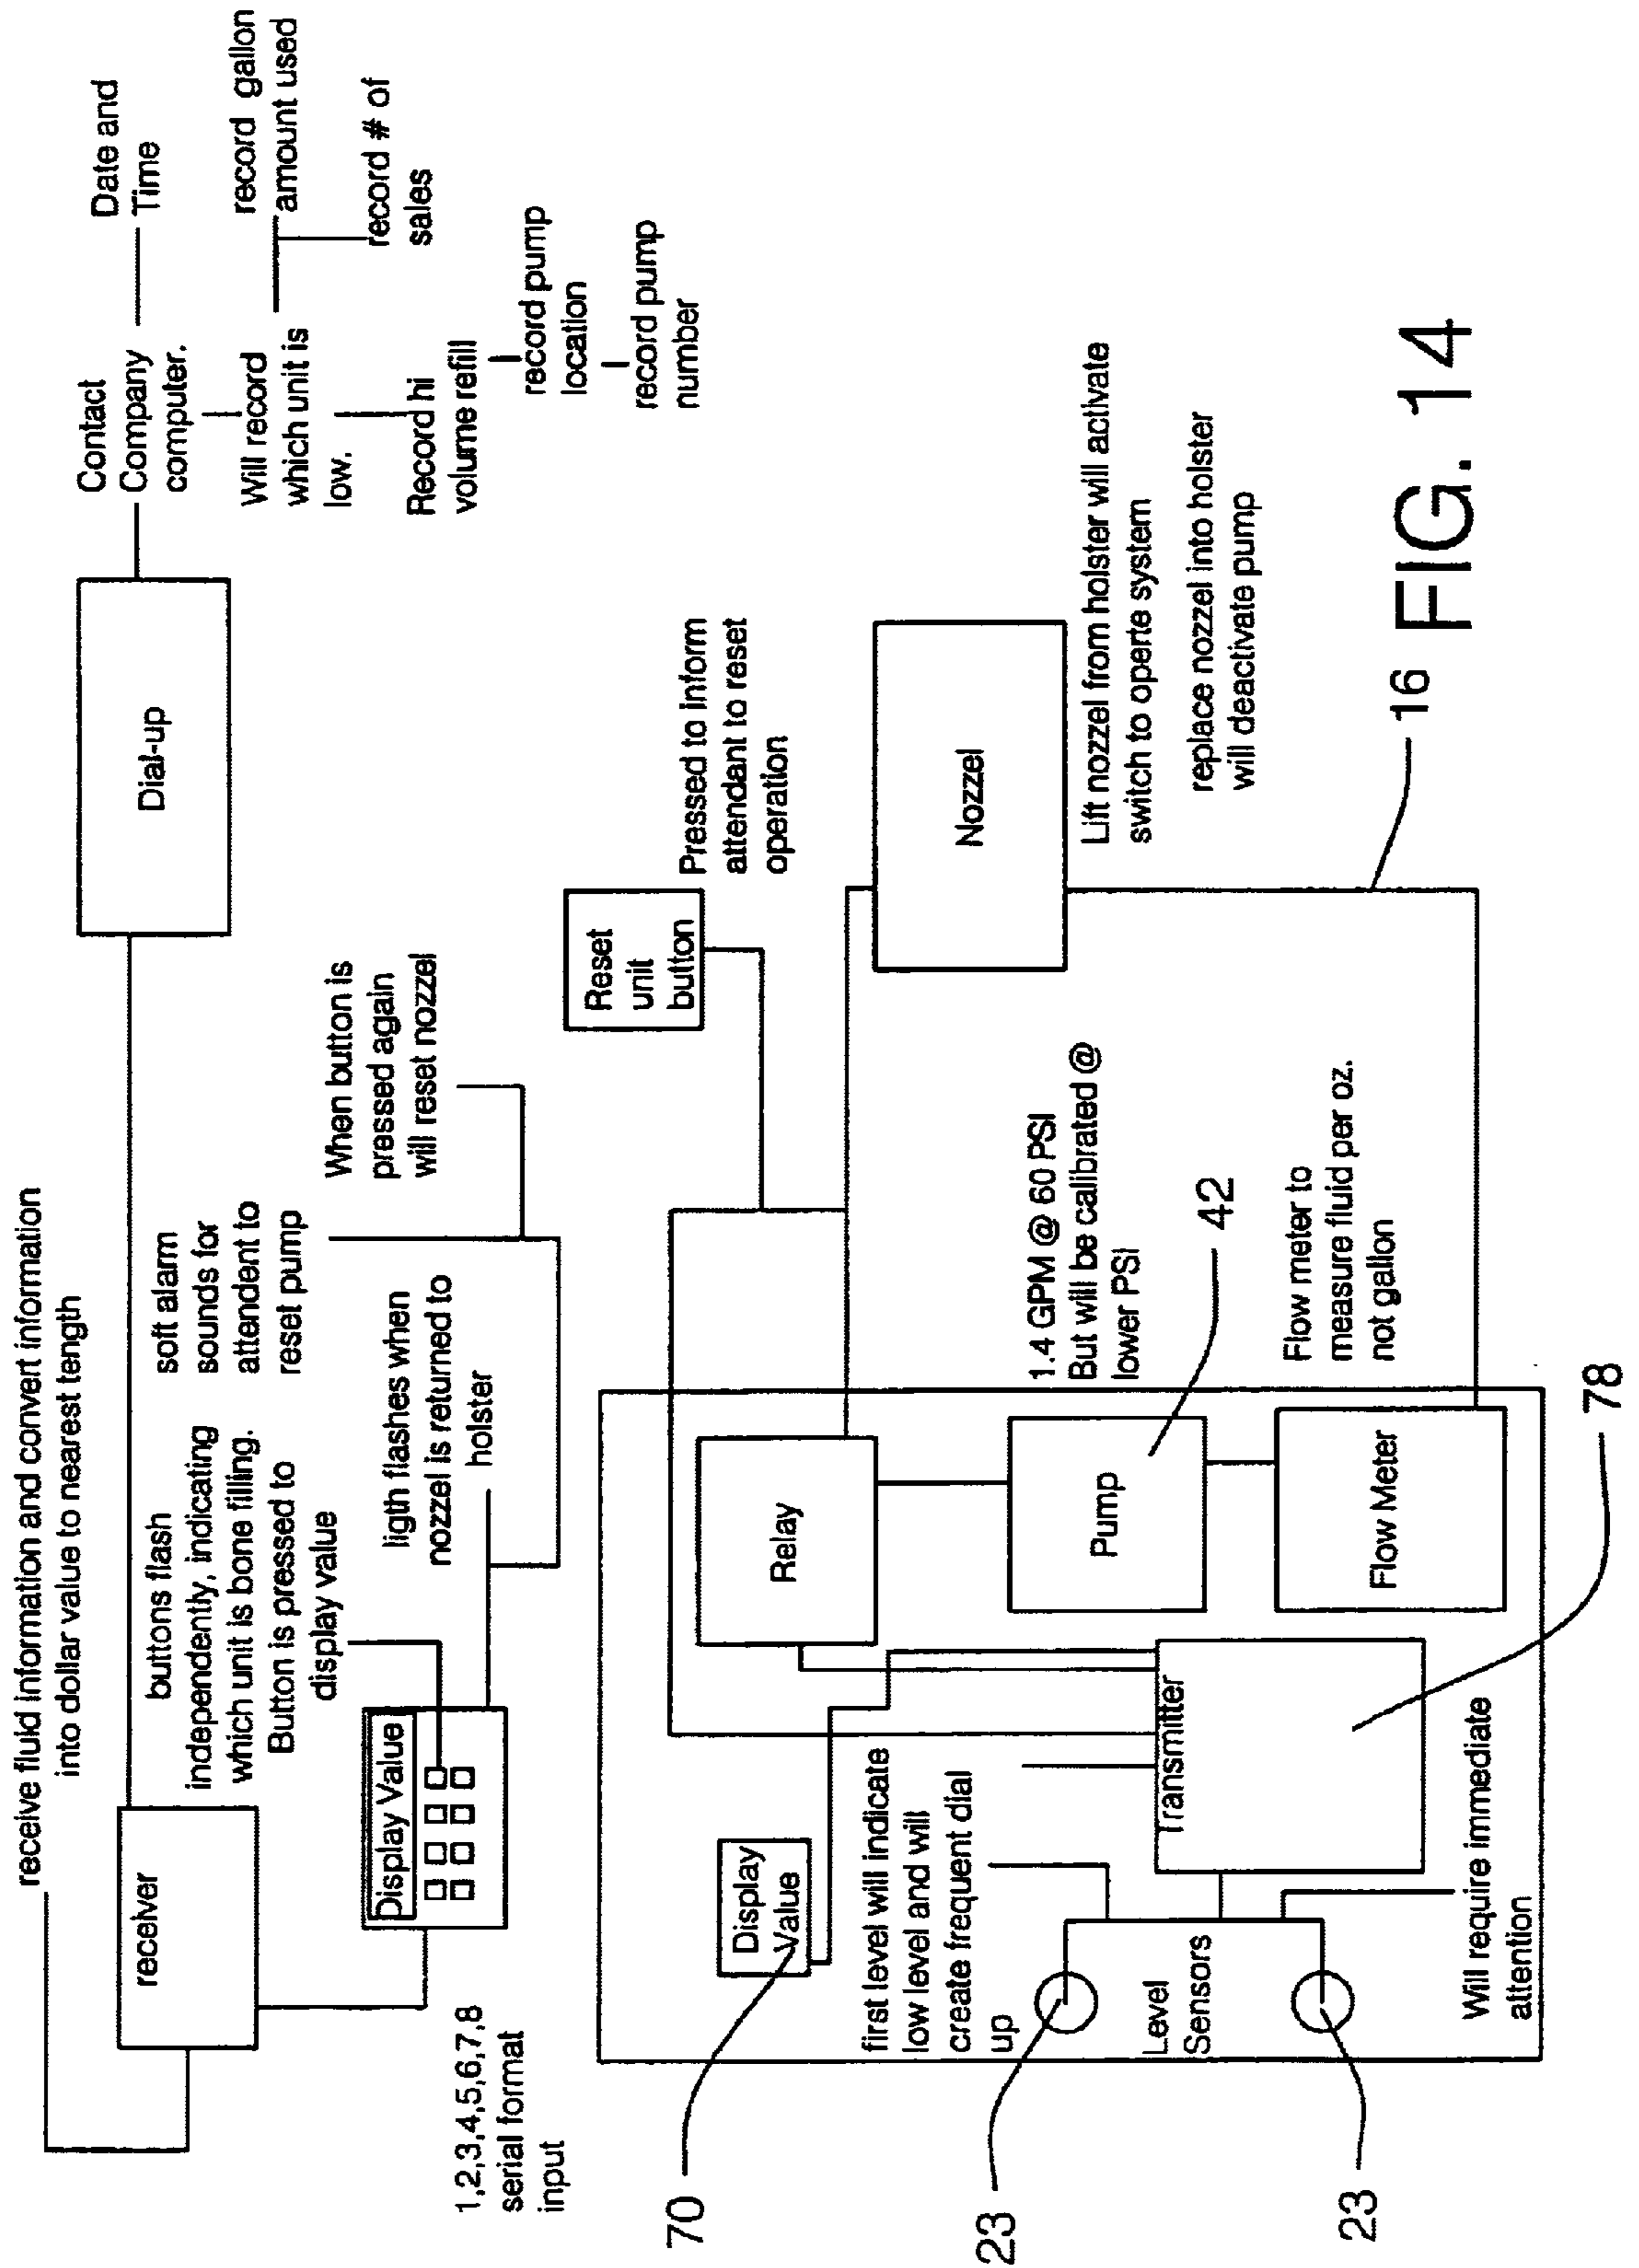 receive fluid information and convert information
into dollar value to nearest tength
receiver
Dial-up
Contact
Company
computer.
Date and
Time
Will record
which unit is
low.
record gallon
amount used
record # of
sales
Record hi
volume refill
record pump
location
record pump
number
buttons flash
independently, indicating
which unit is bone filling.
Button is pressed to
display value
soft alarm
sounds for
attendent to
reset pump
When button is
pressed again
will reset nozzel
ligth flashes when
nozzel is returned to
holster
Display Value
1,2,3,4,5,6,7,8
serial format
input
Reset
unit
button
Pressed to inform
attendant to reset
operation
Nozzel
Lift nozzel from holster will activate
switch to operte system
replace nozzel into holster
will deactivate pump
16
70
Display
Value
Relay
Pump
1.4 GPM @ 60 PSI
But will be calibrated @
lower PSI
42
Flow Meter
Flow meter to
measure fluid per oz.
not gallon
first level will indicate
low level and will
create frequent dial
up
Transmitter
78
23
Level
Sensors
23
Will require immediate
attention
FIG. 14